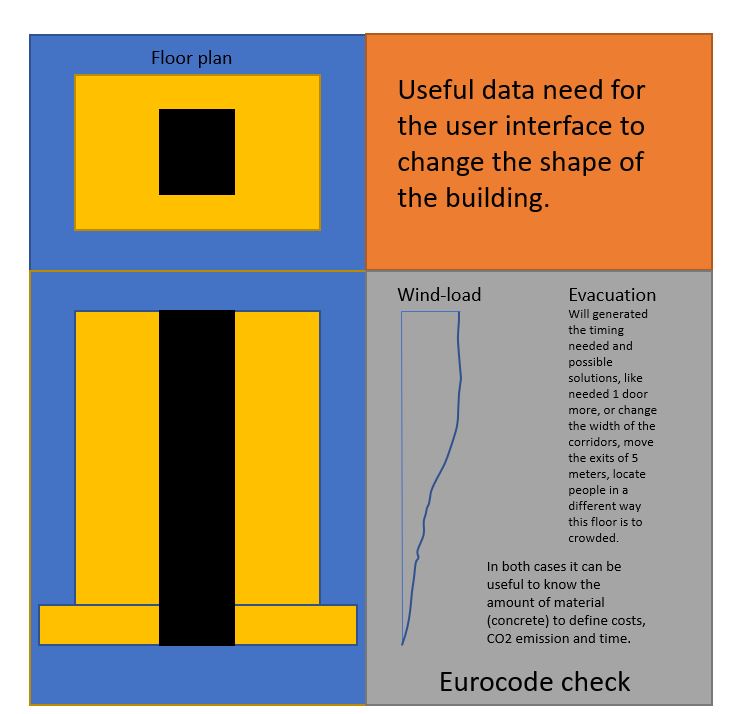 Floor plan
Useful data need for
the user interface to
change the shape of
the building.
Wind-load
Evacuation
Will generated
the timing
needed and
possible
solutions, like
needed 1 door
more, or change
the width of the
corridors, move
the exits of 5
meters, locate
people in a
different way
this floor is to
crowded.
In both cases it can be
useful to know the
amount of material
(concrete) to define costs,
CO2 emission and time.
Eurocode check